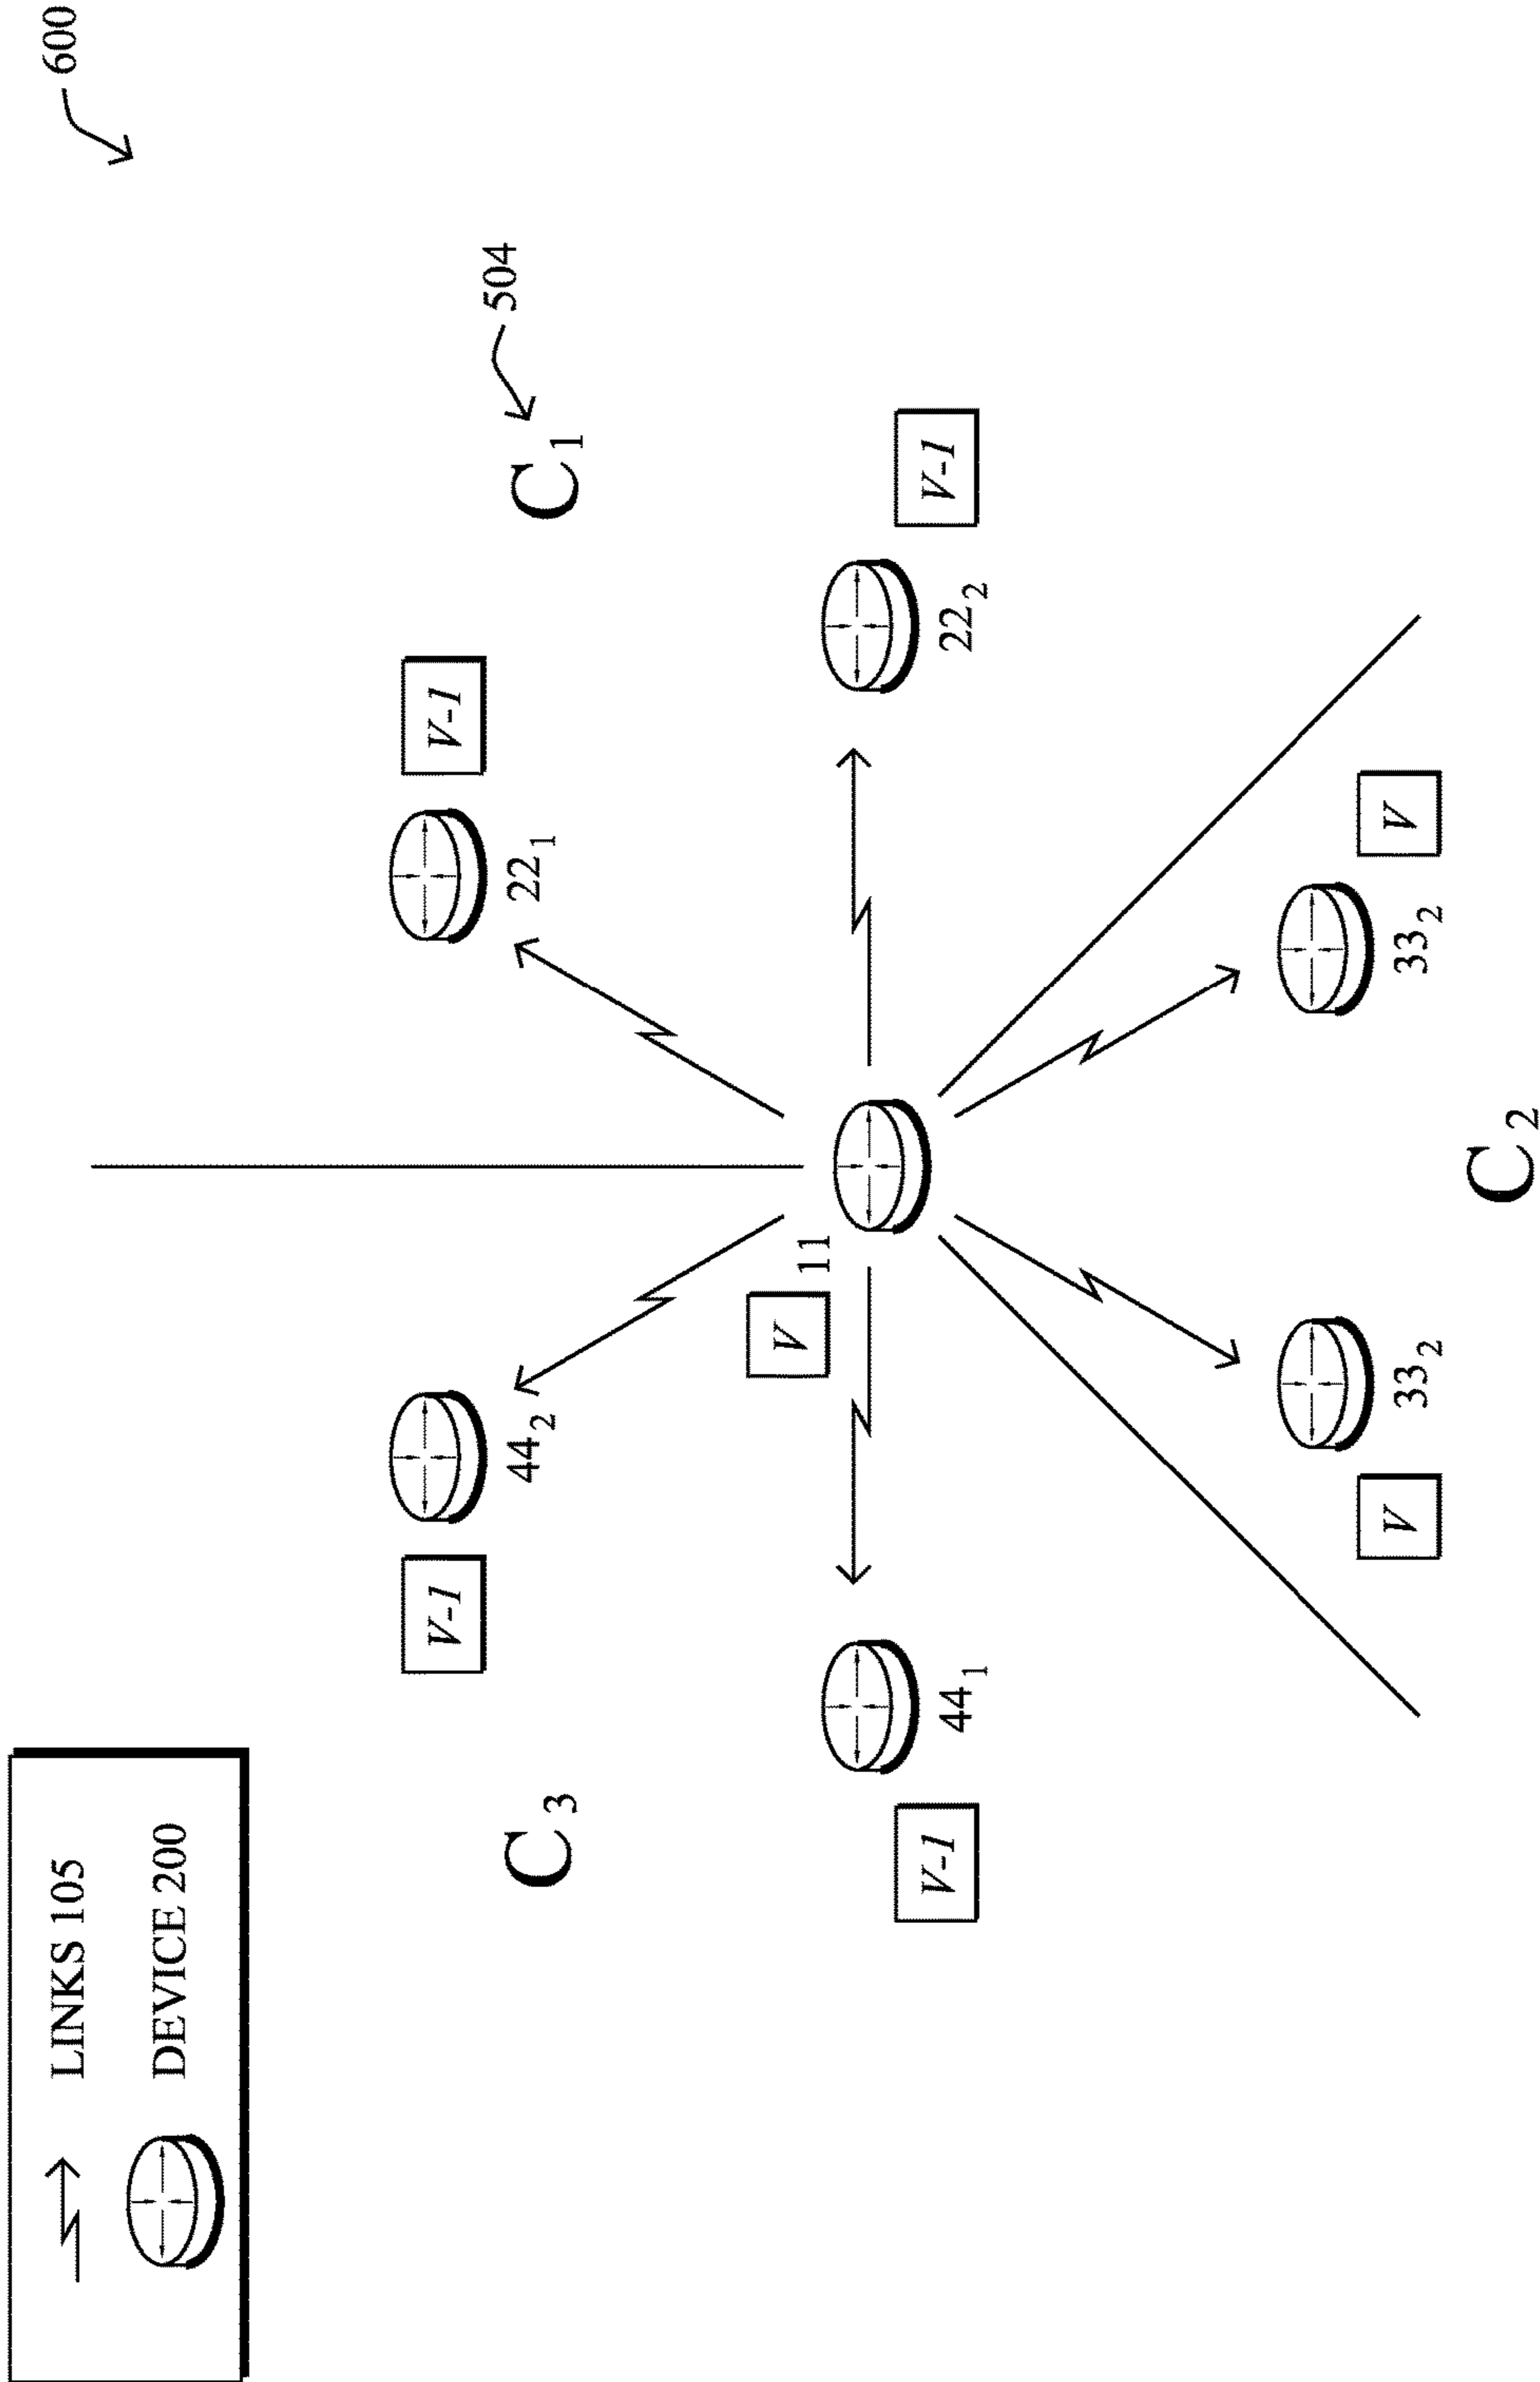 600
LINKS 105
DEVICE 200
V-1
V-1
504
44₂
22₁
C₃
C₁
V
11
V-1
44₁
22₂
V-1
V
33₂
33₂
V
C₂